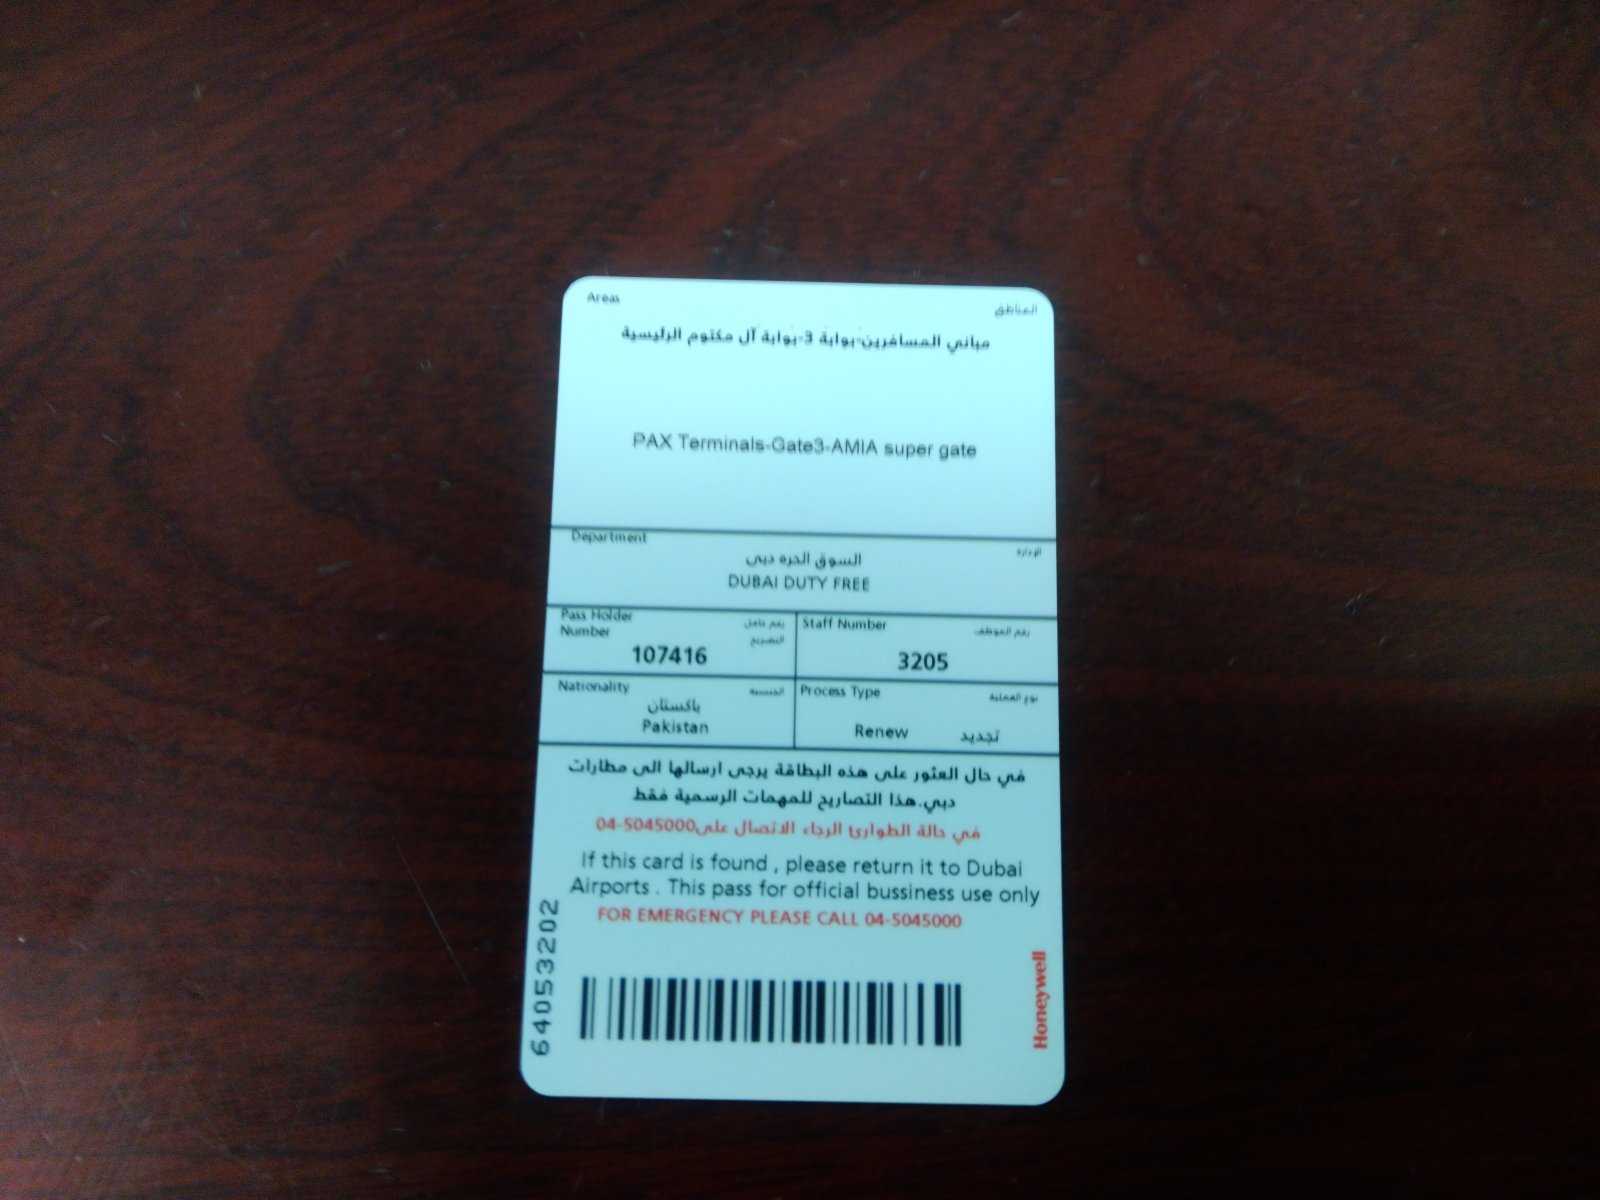 Areas المناطق
مباني المسافرين-بوابة 3-بوابة آل مكتوم الرئيسية
PAX Terminals-Gate3-AMIA super gate
Department الإدارة
السوق الحره دبي
DUBAI DUTY FREE
Pass Holder Number رقم حامل التصريح
107416
Staff Number رقم الموظف
3205
Nationality الجنسية
باكستان
Pakistan
Process Type نوع العملية
Renew تجديد
في حال العثور على هذه البطاقة يرجى ارسالها الى مطارات
دبي.هذا التصاريح للمهمات الرسمية فقط
في حالة الطوارئ الرجاء الاتصال على04-5045000
If this card is found , please return it to Dubai
Airports . This pass for official bussiness use only
FOR EMERGENCY PLEASE CALL 04-5045000
64053202
Honeywell